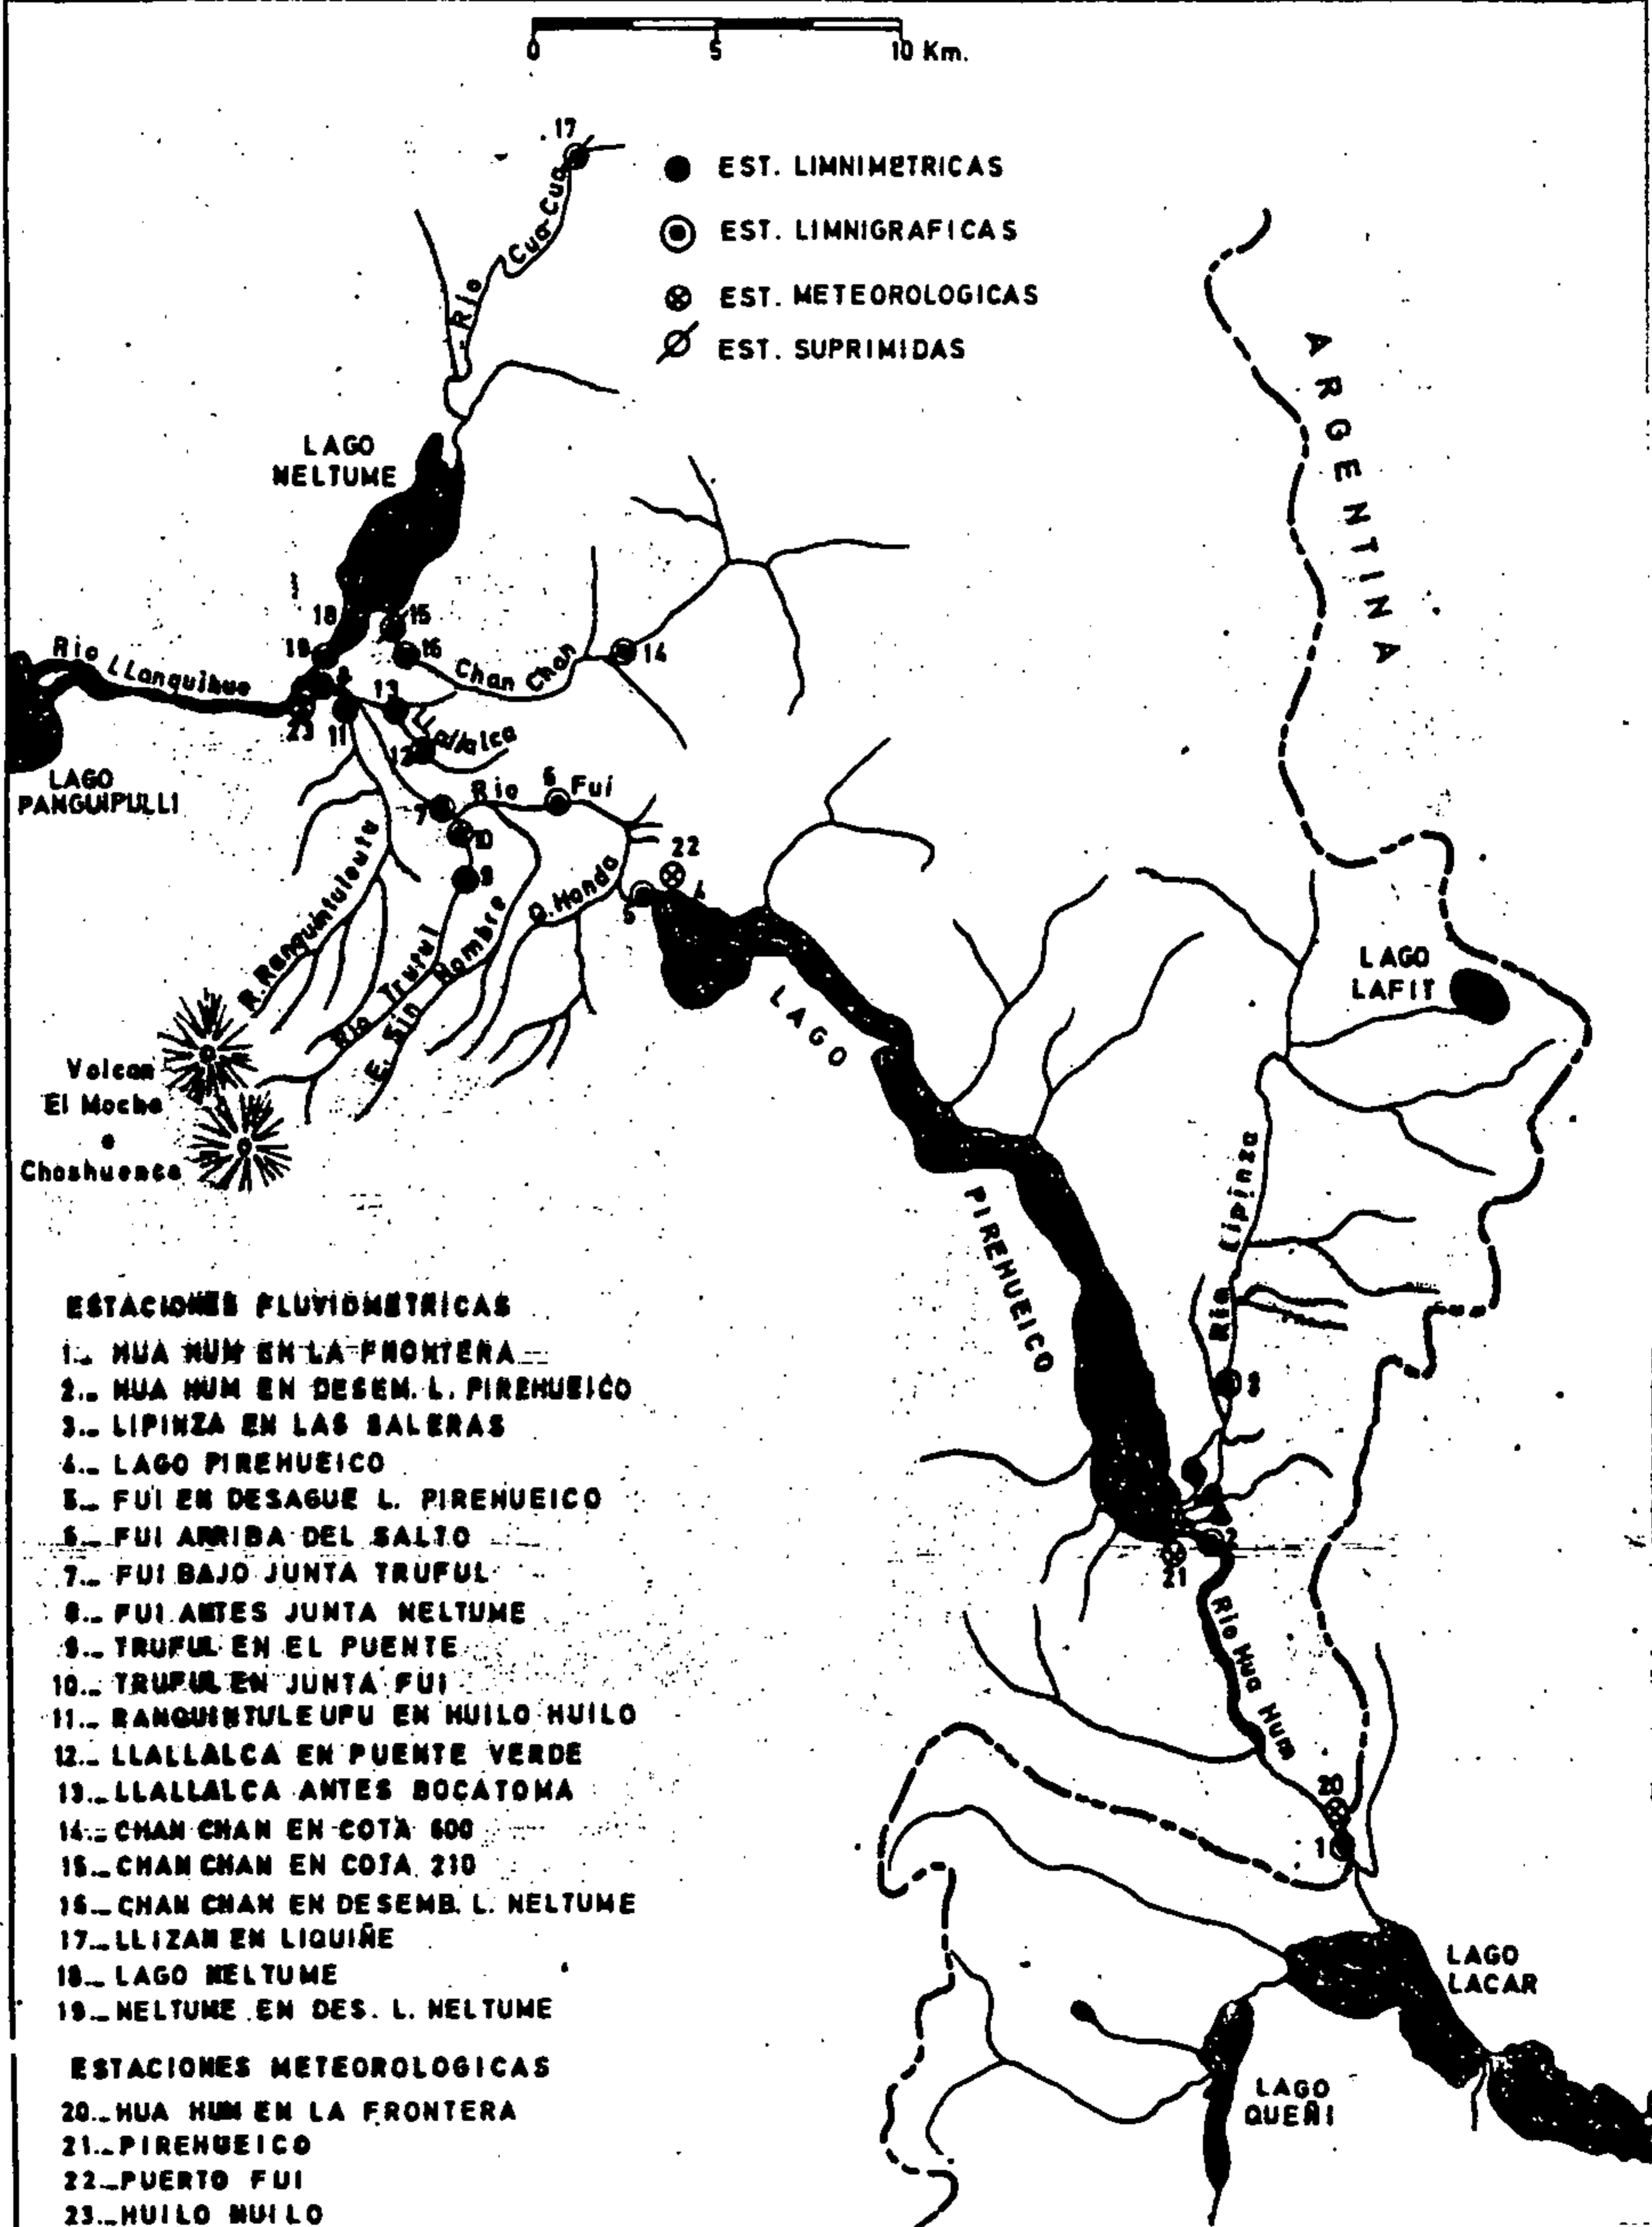 0 5 10 Km.
EST. LIMNIMETRICAS
EST. LIMNIGRAFICAS
EST. METEOROLOGICAS
EST. SUPRIMIDAS
17
Río Cua-Cua
ARGENTINA
LAGO
NELTUME
18
15
19
16
14
Chan Chan
Rio LLanquihue
8
13
23
11
12
Llallalca
LAGO
PANGUIPULLI
7
Rio
6
Fui
10
9
22
5
4
Q. Honda
R. Ranquintuleuta
Rio Truful
E. Sin Nombre
Volcan
El Mocho
o
Choshuenco
LAGO
PIREHUEICO
LAGO
LAFIT
Río Lipinza
3
2
21
Rio Hua Hum
20
1
LAGO
LACAR
LAGO
QUEÑI
ESTACIONES FLUVIOMETRICAS
1._ HUA HUM EN LA FRONTERA
2._ HUA HUM EN DESEM. L. PIREHUEICO
3._ LIPINZA EN LAS BALERAS
4._ LAGO PIREHUEICO
5._ FUI EN DESAGUE L. PIREHUEICO
6._ FUI ARRIBA DEL SALTO
7._ FUI BAJO JUNTA TRUFUL
8._ FUI ANTES JUNTA NELTUME
9._ TRUFUL EN EL PUENTE
10._ TRUFUL EN JUNTA FUI
11._ RANQUINTULEUFU EN HUILO HUILO
12._ LLALLALCA EN PUENTE VERDE
13._ LLALLALCA ANTES BOCATOMA
14._ CHAN CHAN EN COTA 600
15._ CHAN CHAN EN COTA 210
16._ CHAN CHAN EN DESEMB. L. NELTUME
17._ LLIZAN EN LIQUIÑE
18._ LAGO NELTUME
19._ NELTUME EN DES. L. NELTUME
ESTACIONES METEOROLOGICAS
20._ HUA HUM EN LA FRONTERA
21._ PIREHUEICO
22._ PUERTO FUI
23._ HUILO HUILO